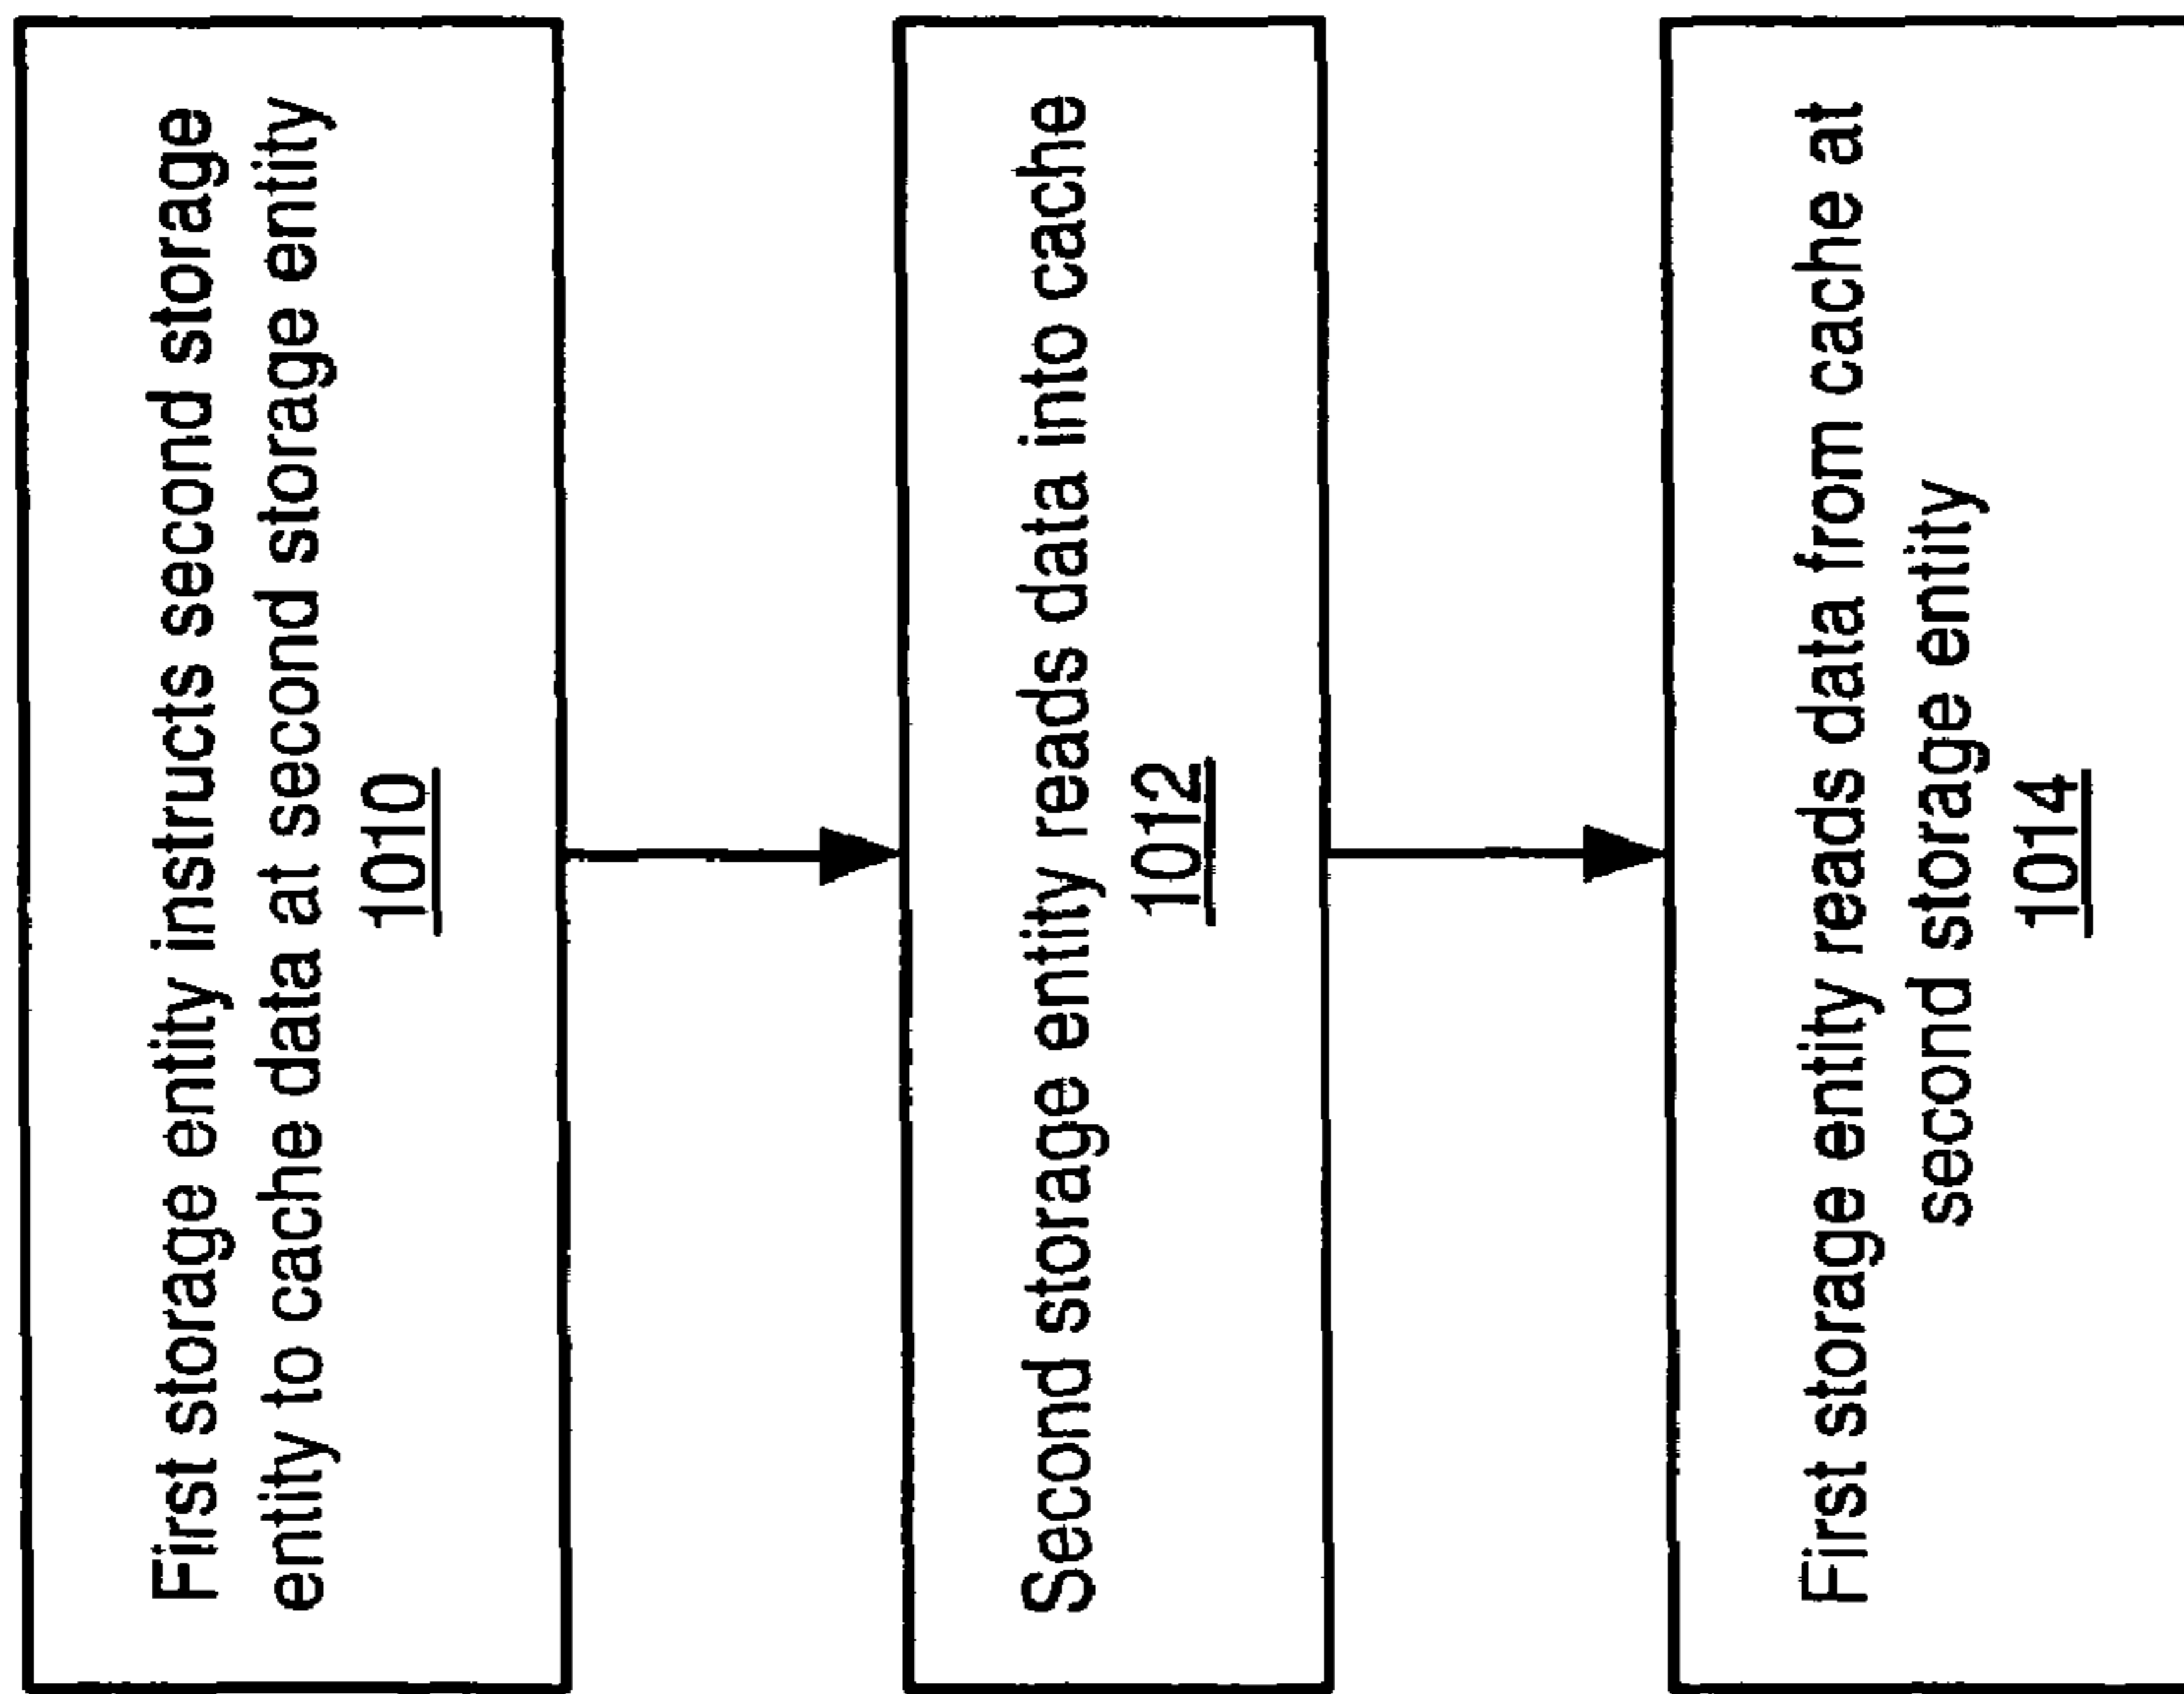 First storage entity instructs second storage
entity to cache data at second storage entity
1010
Second storage entity reads data into cache
1012
First storage entity reads data from cache at
second storage entity
1014